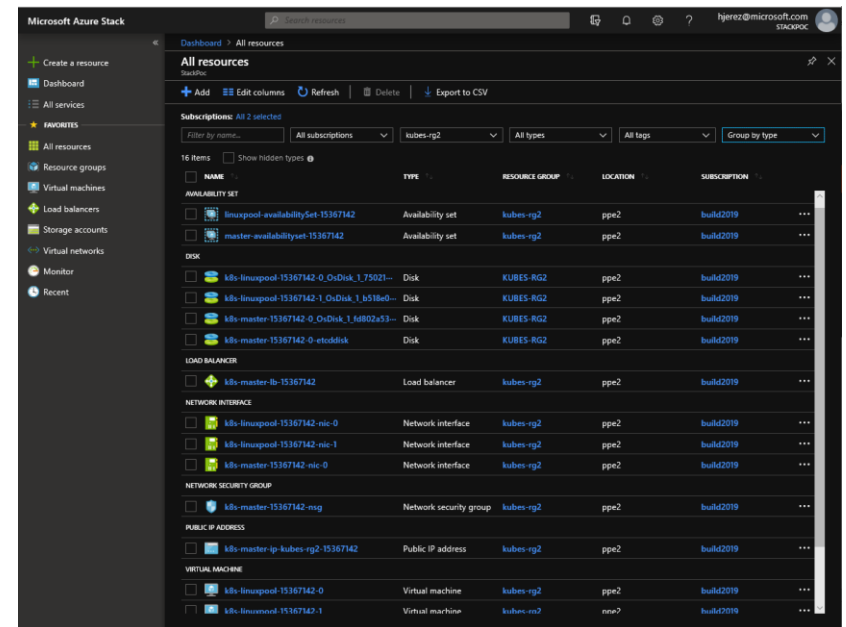 Microsoft Azure Stack
Search resources
hjerez@microsoft.com
STACKPOC
Create a resource
Dashboard
All services
FAVORITES
All resources
Resource groups
Virtual machines
Load balancers
Storage accounts
Virtual networks
Monitor
Recent
Dashboard > All resources
All resources
StackPoc
Add Edit columns Refresh Delete Export to CSV
Subscriptions: All 2 selected
Filter by name... All subscriptions kubes-rg2 All types All tags Group by type
16 items Show hidden types
NAME TYPE RESOURCE GROUP LOCATION SUBSCRIPTION
AVAILABILITY SET
linuxpool-availabilitySet-15367142 Availability set kubes-rg2 ppe2 build2019
master-availabilityset-15367142 Availability set kubes-rg2 ppe2 build2019
DISK
k8s-linuxpool-15367142-0_OsDisk_1_75021··· Disk KUBES-RG2 ppe2 build2019
k8s-linuxpool-15367142-1_OsDisk_1_b518e0··· Disk KUBES-RG2 ppe2 build2019
k8s-master-15367142-0_OsDisk_1_fd802a53··· Disk KUBES-RG2 ppe2 build2019
k8s-master-15367142-0-etcddisk Disk KUBES-RG2 ppe2 build2019
LOAD BALANCER
k8s-master-lb-15367142 Load balancer kubes-rg2 ppe2 build2019
NETWORK INTERFACE
k8s-linuxpool-15367142-nic-0 Network interface kubes-rg2 ppe2 build2019
k8s-linuxpool-15367142-nic-1 Network interface kubes-rg2 ppe2 build2019
k8s-master-15367142-nic-0 Network interface kubes-rg2 ppe2 build2019
NETWORK SECURITY GROUP
k8s-master-15367142-nsg Network security group kubes-rg2 ppe2 build2019
PUBLIC IP ADDRESS
k8s-master-ip-kubes-rg2-15367142 Public IP address kubes-rg2 ppe2 build2019
VIRTUAL MACHINE
k8s-linuxpool-15367142-0 Virtual machine kubes-rg2 ppe2 build2019
k8s-linuxpool-15367142-1 Virtual machine kubes-rg2 ppe2 build2019